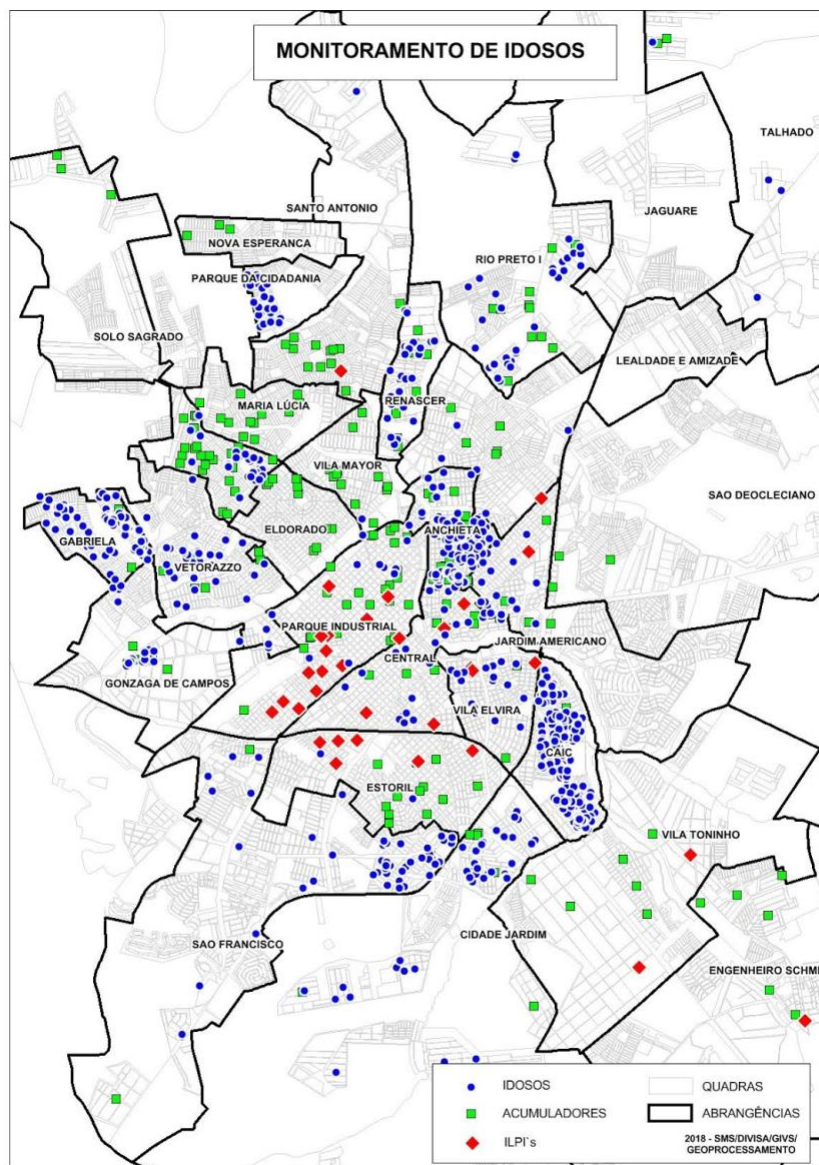 MONITORAMENTO DE IDOSOS
TALHADO
SANTO ANTONIO
JAGUARE
NOVA ESPERANCA
RIO PRETO I
PARQUE DA CIDADANIA
SOLO SAGRADO
LEALDADE E AMIZADE
MARIA LÚCIA
RENASCER
VILA MAYOR
SAO DEOCLECIANO
ELDORADO
ANCHIETA
GABRIELA
VETORAZZO
PARQUE INDUSTRIAL
JARDIM AMERICANO
CENTRAL
GONZAGA DE CAMPOS
VILA ELVIRA
CAIC
ESTORIL
VILA TONINHO
CIDADE JARDIM
SAO FRANCISCO
ENGENHEIRO SCHMI
IDOSOS
QUADRAS
ACUMULADORES
ABRANGÊNCIAS
ILPI`s
2018 - SMS/DIVISA/GIVS/
GEOPROCESSAMENTO